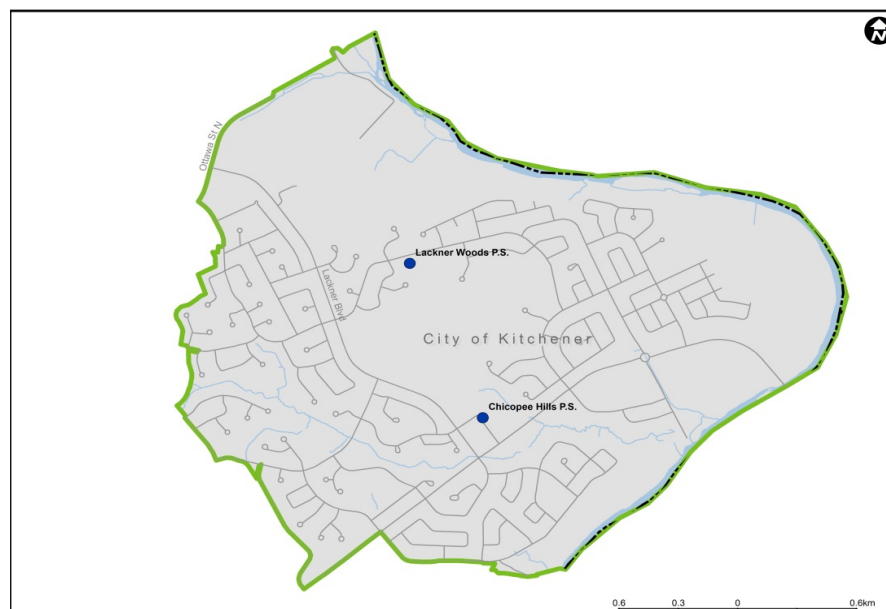 N
Ottawa St N
Lackner Woods P.S.
Lackner Blvd
City of Kitchener
Chicopee Hills P.S.
0.6 0.3 0 0.6km